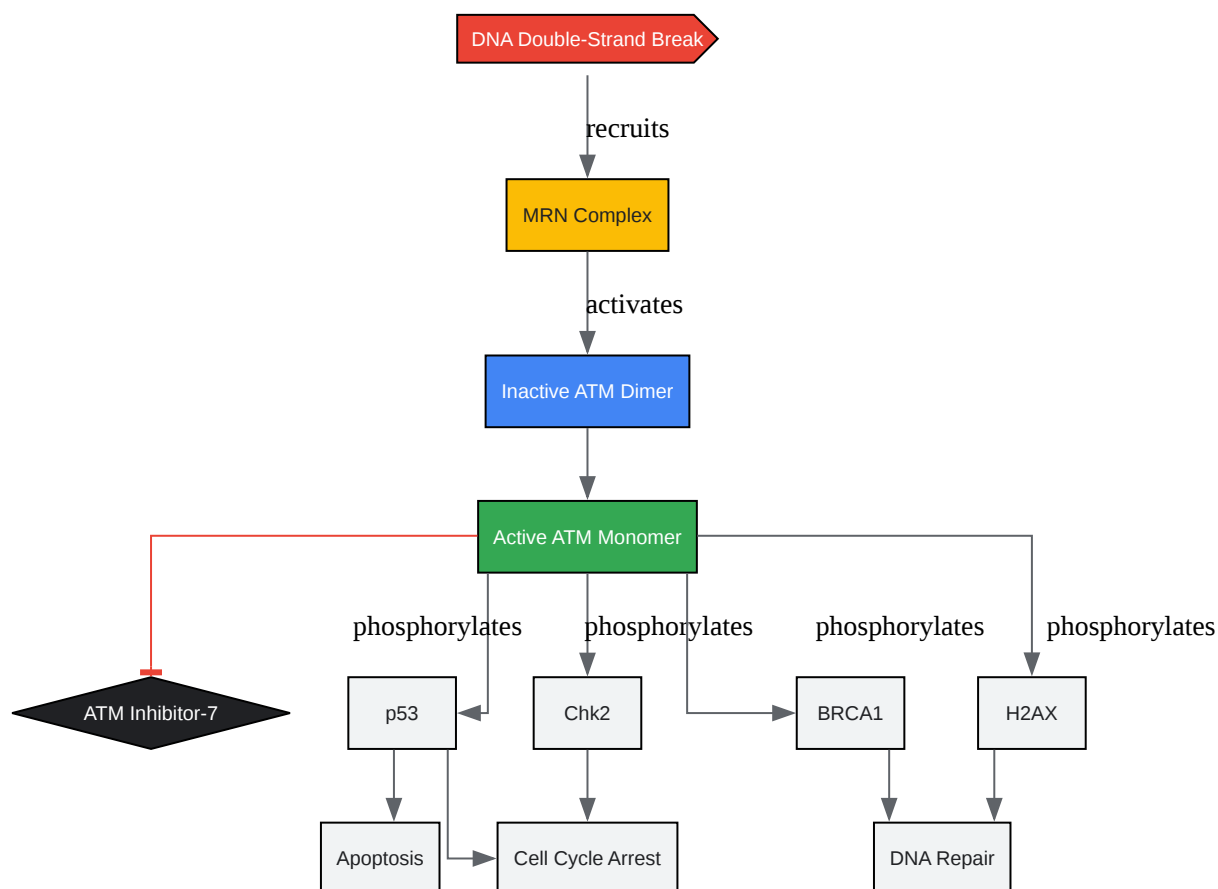 DNA Double-Strand Break
recruits
MRN Complex
activates
Inactive ATM Dimer
Active ATM Monomer
phosphorylates
phosphorylates
phosphorylates
phosphorylates
ATM Inhibitor-7
p53
Chk2
BRCA1
H2AX
Apoptosis
Cell Cycle Arrest
DNA Repair